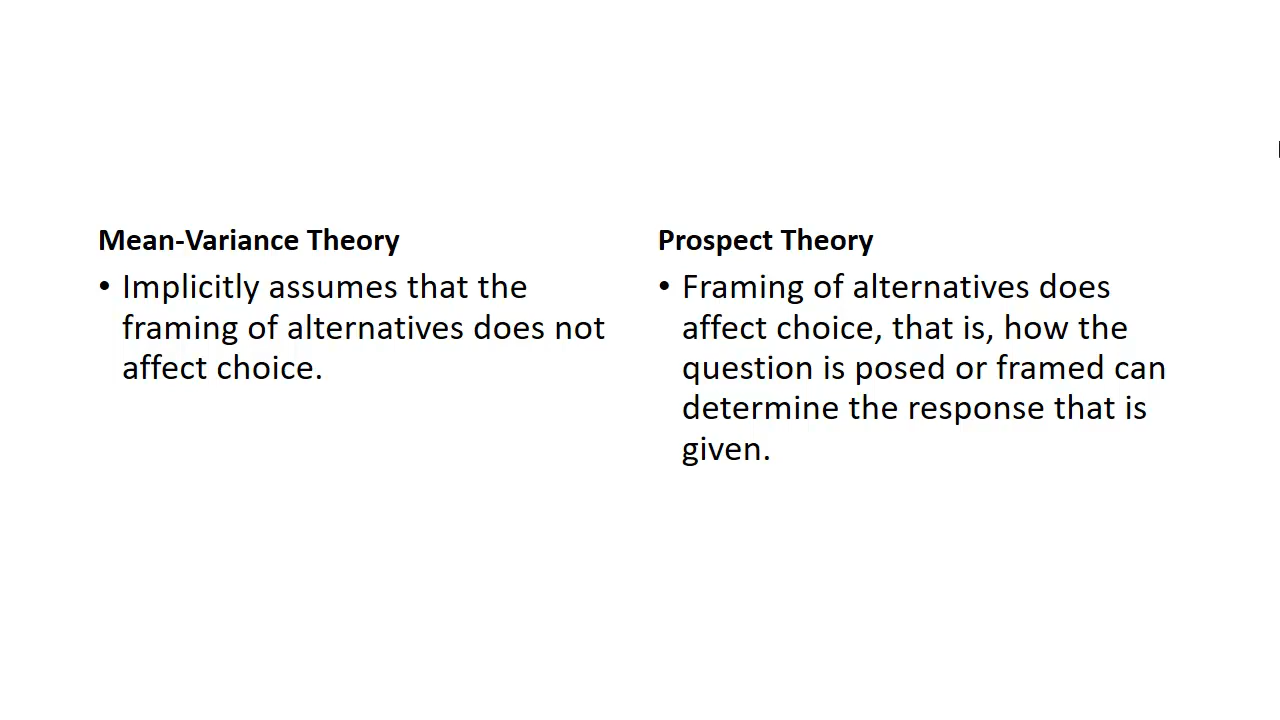 Mean-Variance Theory
• Implicitly assumes that the
framing of alternatives does not
affect choice.
Prospect Theory
• Framing of alternatives does
affect choice, that is, how the
question is posed or framed can
determine the response that is
given.